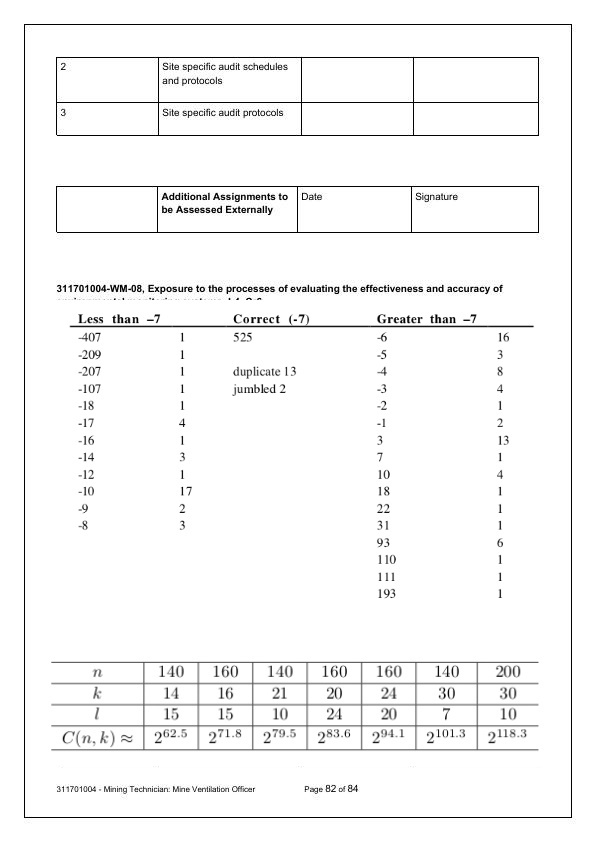 2 Site specific audit schedules
and protocols
3 Site specific audit protocols
Additional Assignments to
be Assessed Externally Date Signature
311701004-WM-08, Exposure to the processes of evaluating the effectiveness and accuracy of
Less than –7 Correct (-7) Greater than –7
-407 1 525 -6 16
-209 1 -5 3
-207 1 duplicate 13 -4 8
-107 1 jumbled 2 -3 4
-18 1 -2 1
-17 4 -1 2
-16 1 3 13
-14 3 7 1
-12 1 10 4
-10 17 18 1
-9 2 22 1
-8 3 31 1
93 6
110 1
111 1
193 1
n 140 160 140 160 160 140 200
k 14 16 21 20 24 30 30
l 15 15 10 24 20 7 10
C(n, k) ≈ 2^62.5 2^71.8 2^79.5 2^83.6 2^94.1 2^101.3 2^118.3
311701004 - Mining Technician: Mine Ventilation Officer Page 82 of 84